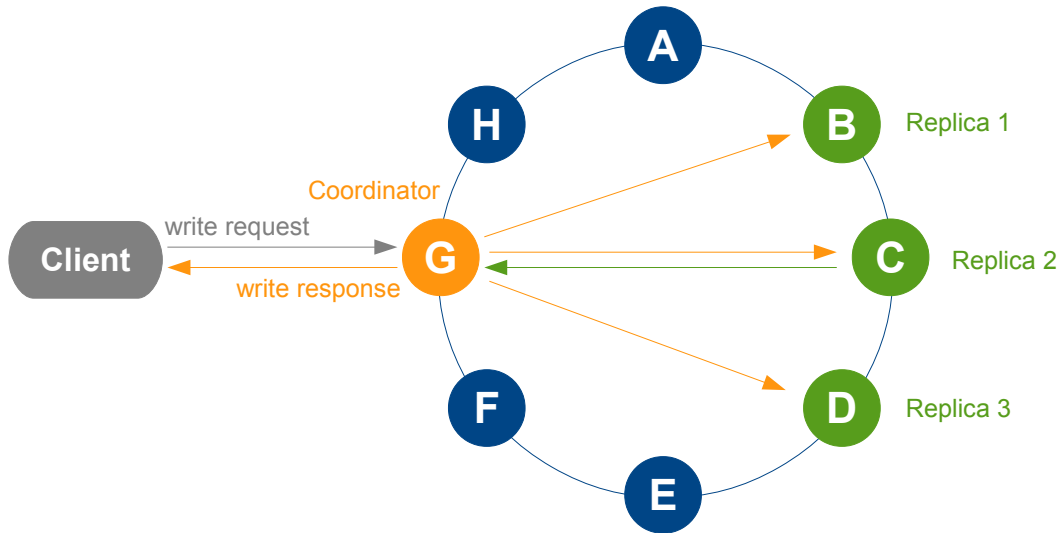 A
H
B
Replica 1
Coordinator
write request
Client
G
C
Replica 2
write response
F
D
Replica 3
E